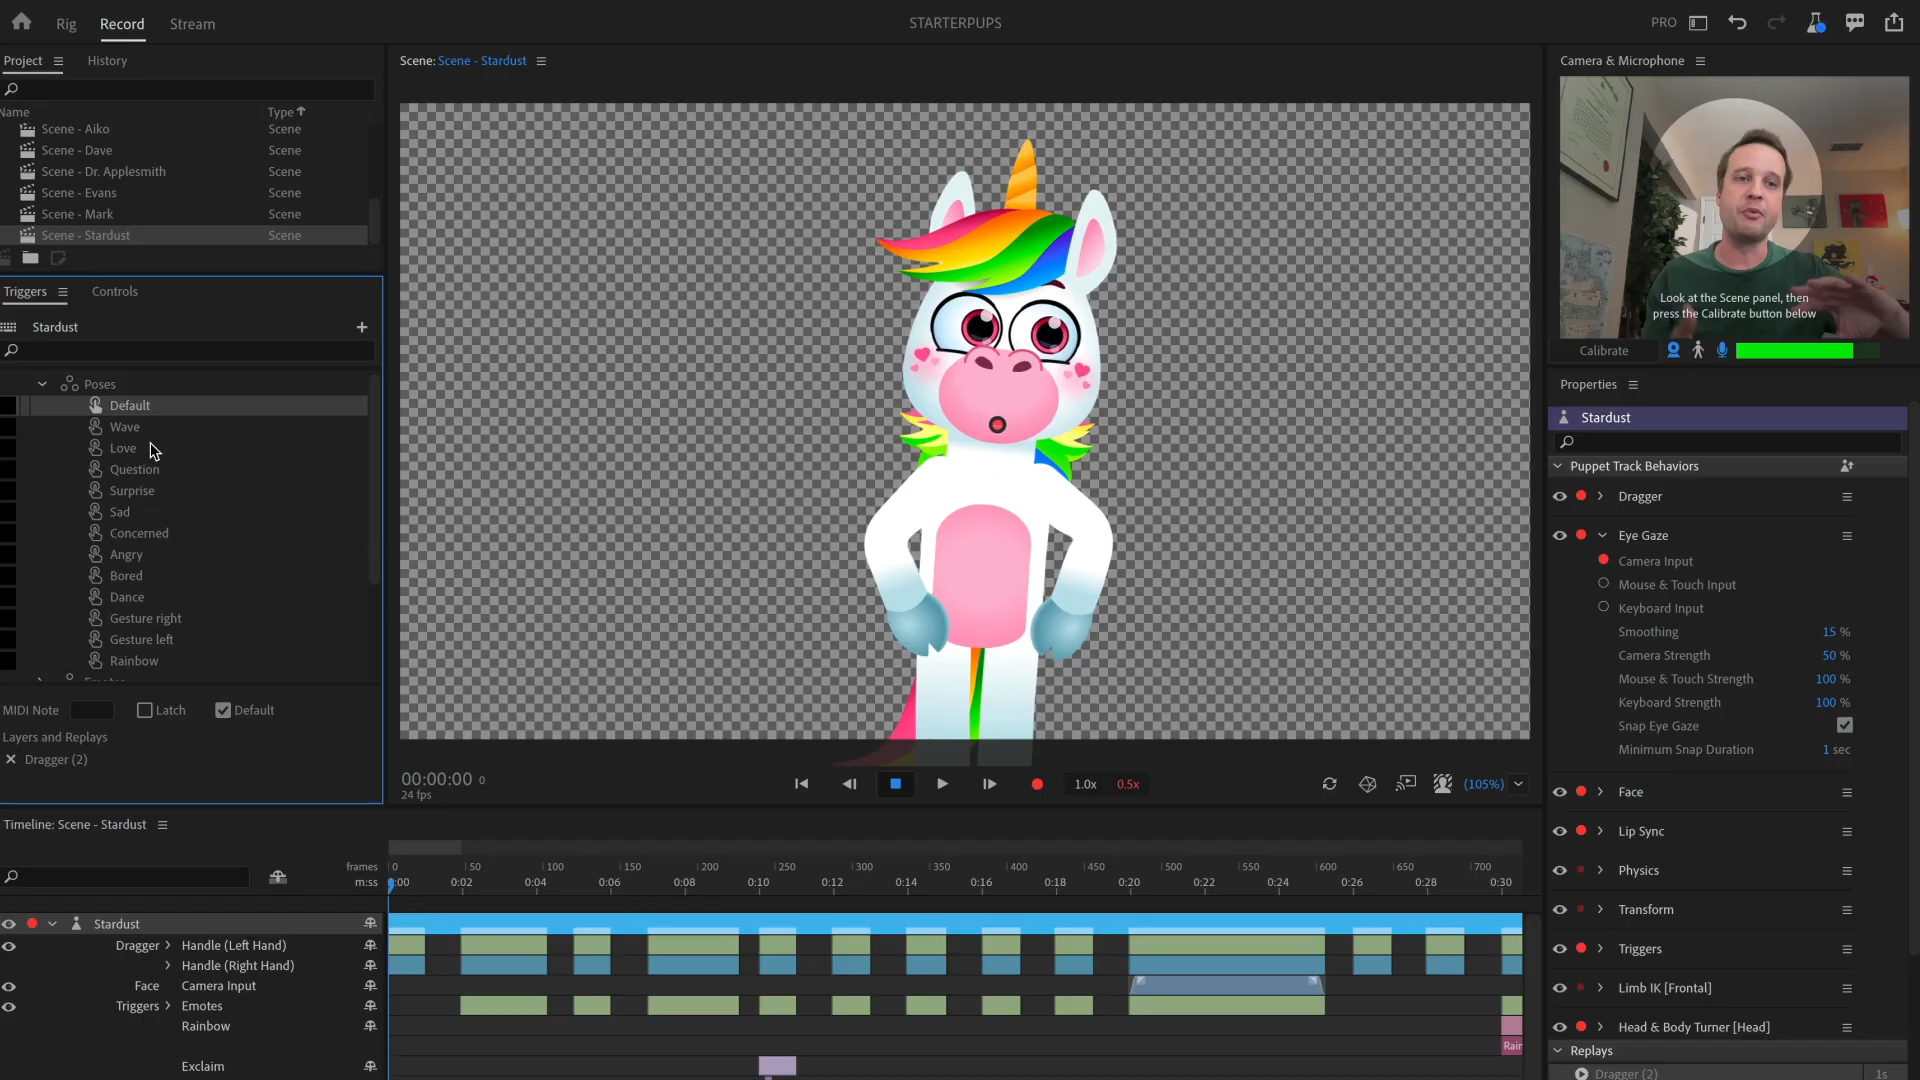 Rig
Record
Stream
STARTERPUPS
PRO
Project
History
Name
Type
Scene - Aiko
Scene
Scene - Dave
Scene
Scene - Dr. Applesmith
Scene
Scene - Evans
Scene
Scene - Mark
Scene
Scene - Stardust
Scene
Triggers
Controls
Stardust
Poses
Default
Wave
Love
Question
Surprise
Sad
Concerned
Angry
Bored
Dance
Gesture right
Gesture left
Rainbow
MIDI Note
Latch
Default
Layers and Replays
Dragger (2)
Scene: Scene - Stardust
00:00:00 0
24 fps
1.0x
0.5x
(105%)
Camera & Microphone
Look at the Scene panel, then
press the Calibrate button below
Calibrate
Properties
Stardust
Puppet Track Behaviors
Dragger
Eye Gaze
Camera Input
Mouse & Touch Input
Keyboard Input
Smoothing 15 %
Camera Strength 50 %
Mouse & Touch Strength 100 %
Keyboard Strength 100 %
Snap Eye Gaze
Minimum Snap Duration 1 sec
Face
Lip Sync
Physics
Transform
Triggers
Limb IK [Frontal]
Head & Body Turner [Head]
Replays
Dragger (2) 1s
Timeline: Scene - Stardust
frames 0 50 100 150 200 250 300 350 400 450 500 550 600 650 700
m:ss :00 0:02 0:04 0:06 0:08 0:10 0:12 0:14 0:16 0:18 0:20 0:22 0:24 0:26 0:28 0:30
Stardust
Dragger Handle (Left Hand)
Handle (Right Hand)
Face Camera Input
Triggers Emotes
Rainbow
Rain
Exclaim